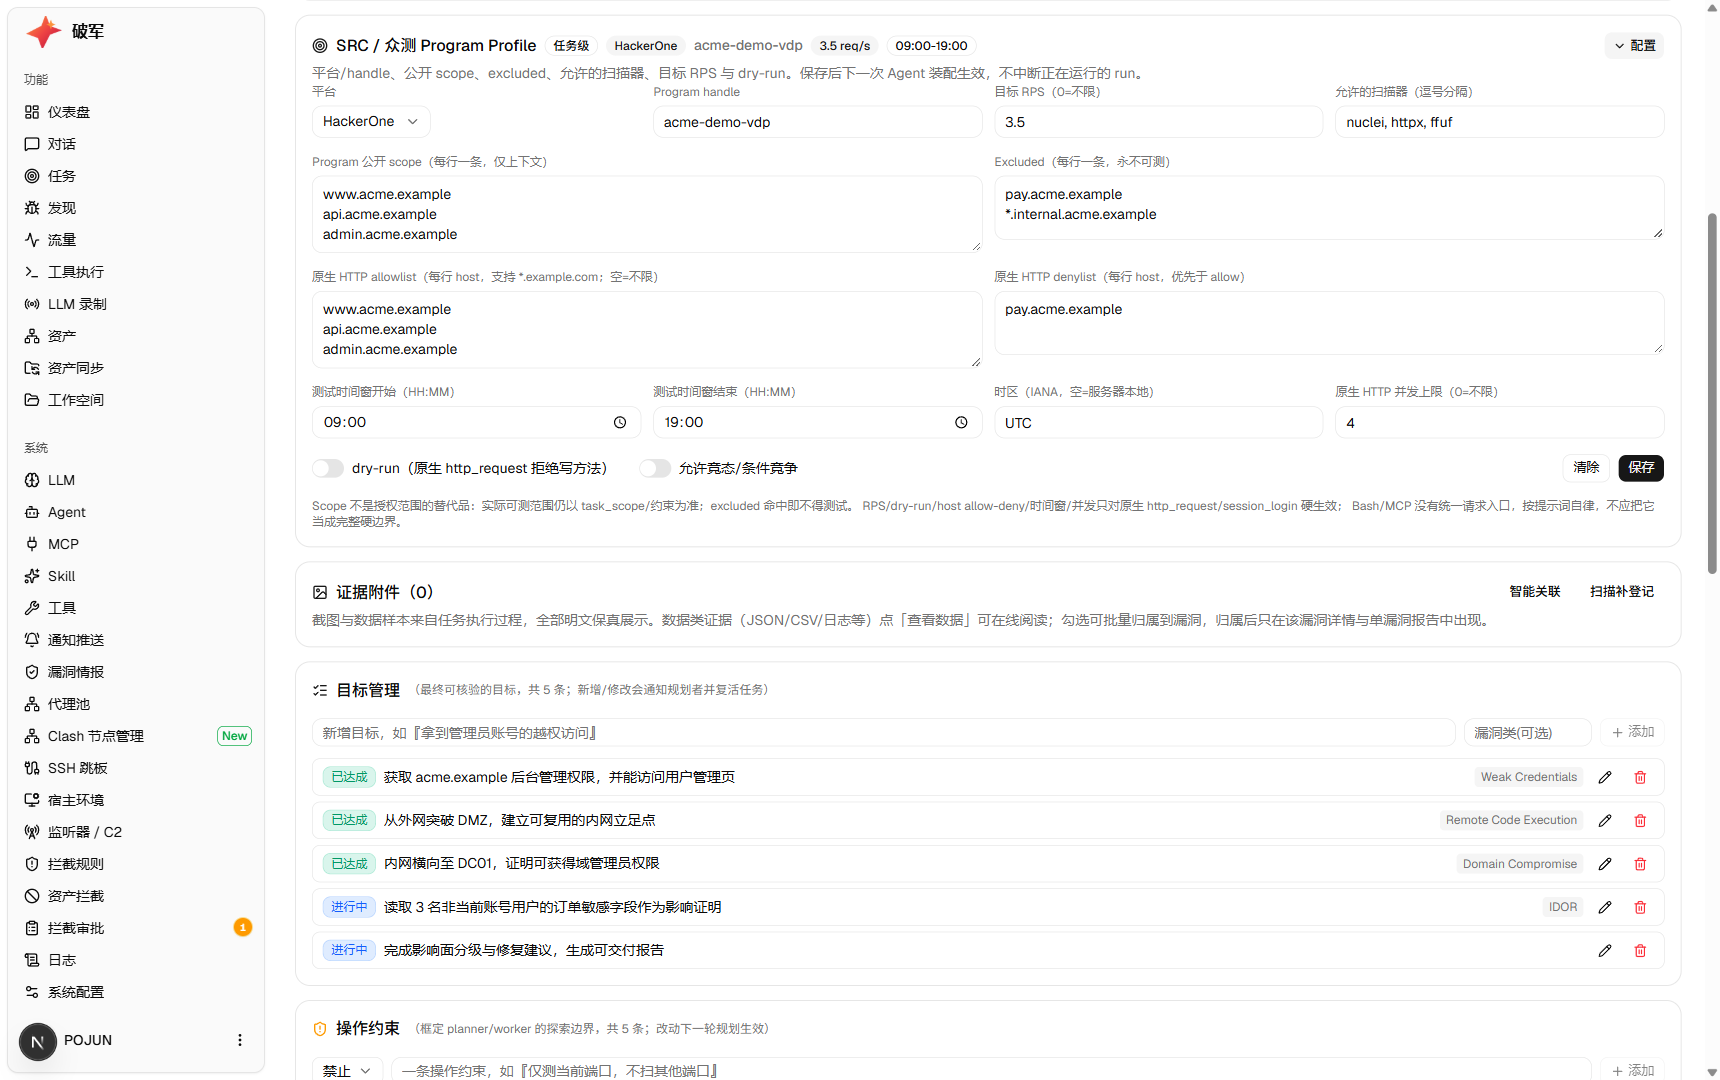 破军
功能
仪表盘
对话
任务
发现
流量
工具执行
LLM 录制
资产
资产同步
工作空间
系统
LLM
Agent
MCP
Skill
工具
通知推送
漏洞情报
代理池
Clash 节点管理 New
SSH 跳板
宿主环境
监听器 / C2
拦截规则
资产拦截
拦截审批 1
日志
系统配置
N POJUN
SRC / 众测 Program Profile 任务级 HackerOne acme-demo-vdp 3.5 req/s 09:00-19:00 配置
平台/handle、公开 scope、excluded、允许的扫描器、目标 RPS 与 dry-run。保存后下一次 Agent 装配生效，不中断正在运行的 run。
平台 Program handle 目标 RPS（0=不限） 允许的扫描器（逗号分隔）
HackerOne acme-demo-vdp 3.5 nuclei, httpx, ffuf
Program 公开 scope（每行一条，仅上下文） Excluded（每行一条，永不可测）
www.acme.example pay.acme.example
api.acme.example *.internal.acme.example
admin.acme.example
原生 HTTP allowlist（每行 host，支持 *.example.com；空=不限） 原生 HTTP denylist（每行 host，优先于 allow）
www.acme.example pay.acme.example
api.acme.example
admin.acme.example
测试时间窗开始（HH:MM） 测试时间窗结束（HH:MM） 时区（IANA，空=服务器本地） 原生 HTTP 并发上限（0=不限）
09:00 19:00 UTC 4
dry-run（原生 http_request 拒绝写方法） 允许竞态/条件竞争 清除 保存
Scope 不是授权范围的替代品：实际可测范围仍以 task_scope/约束为准；excluded 命中即不得测试。 RPS/dry-run/host allow-deny/时间窗/并发只对原生 http_request/session_login 硬生效； Bash/MCP 没有统一请求入口，按提示词自律，不应把它
当成完整硬边界。
证据附件（0） 智能关联 扫描补登记
截图与数据样本来自任务执行过程，全部明文保真展示。数据类证据（JSON/CSV/日志等）点「查看数据」可在线阅读；勾选可批量归属到漏洞，归属后只在该漏洞详情与单漏洞报告中出现。
目标管理 （最终可核验的目标，共 5 条；新增/修改会通知规划者并复活任务）
新增目标，如『拿到管理员账号的越权访问』 漏洞类(可选) 添加
已达成 获取 acme.example 后台管理权限，并能访问用户管理页 Weak Credentials
已达成 从外网突破 DMZ，建立可复用的内网立足点 Remote Code Execution
已达成 内网横向至 DC01，证明可获得域管理员权限 Domain Compromise
进行中 读取 3 名非当前账号用户的订单敏感字段作为影响证明 IDOR
进行中 完成影响面分级与修复建议，生成可交付报告
操作约束 （框定 planner/worker 的探索边界，共 5 条；改动下一轮规划生效）
禁止 一条操作约束，如『仅测当前端口，不扫其他端口』 添加